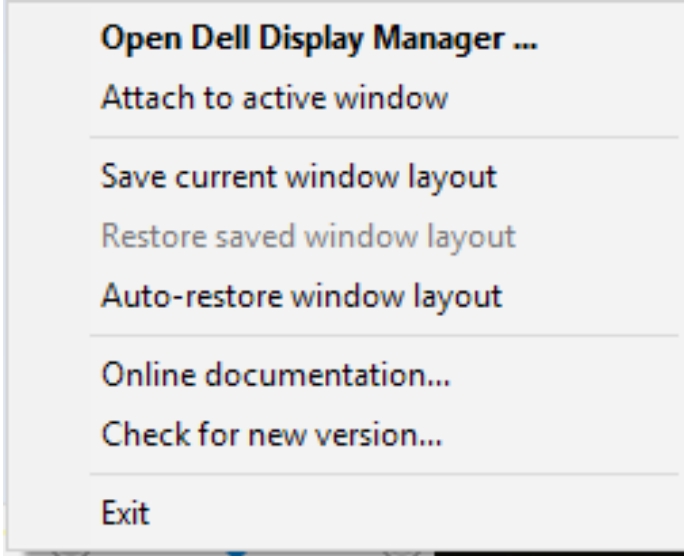 Open Dell Display Manager ...
Attach to active window
Save current window layout
Restore saved window layout
Auto-restore window layout
Online documentation...
Check for new version...
Exit